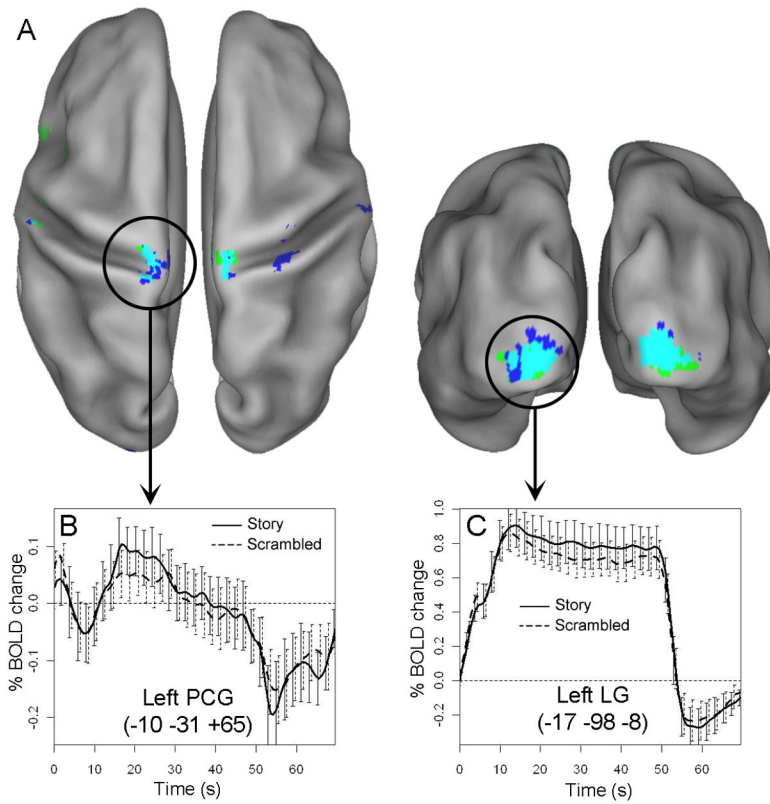 A
B
Story
Scrambled
% BOLD change
0.1
0.0
-0.1
-0.2
Left PCG
(-10 -31 +65)
0 10 20 30 40 50 60
Time (s)
C
Story
Scrambled
% BOLD change
1.0
0.8
0.6
0.4
0.2
0.0
-0.2
Left LG
(-17 -98 -8)
0 10 20 30 40 50 60
Time (s)